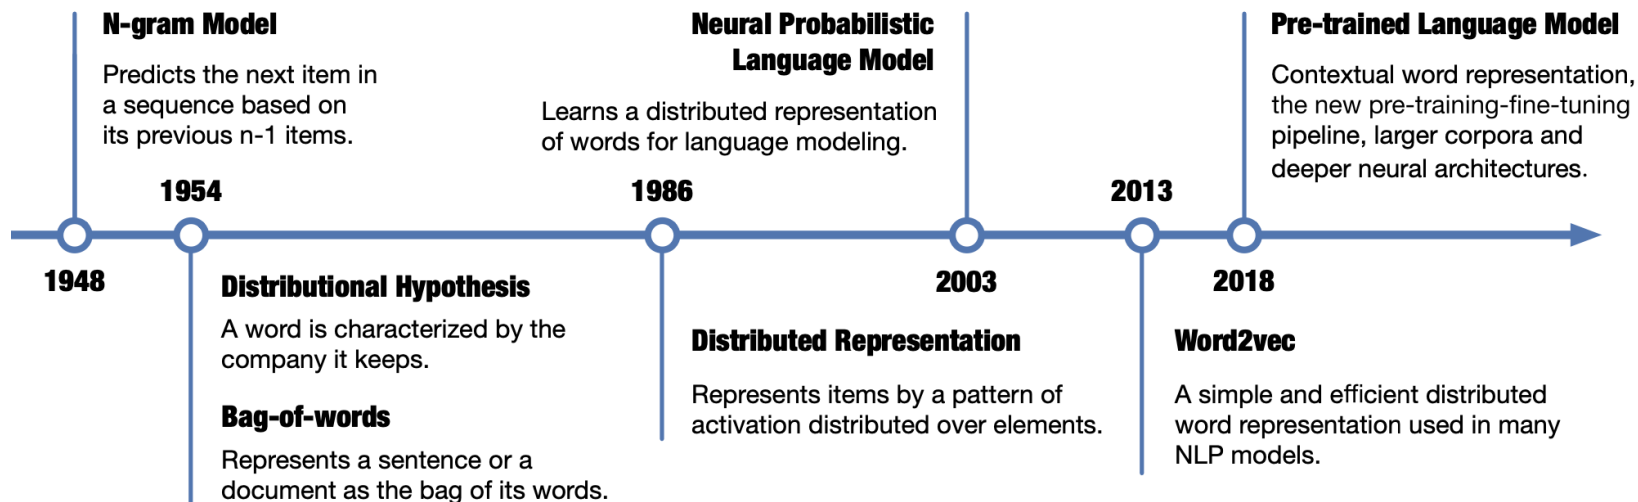 N-gram Model
Predicts the next item in
a sequence based on
its previous n-1 items.
1948
1954
Distributional Hypothesis
A word is characterized by the
company it keeps.
Bag-of-words
Represents a sentence or a
document as the bag of its words.
1986
Distributed Representation
Represents items by a pattern of
activation distributed over elements.
Neural Probabilistic
Language Model
Learns a distributed representation
of words for language modeling.
2003
2013
Word2vec
A simple and efficient distributed
word representation used in many
NLP models.
Pre-trained Language Model
Contextual word representation,
the new pre-training-fine-tuning
pipeline, larger corpora and
deeper neural architectures.
2018